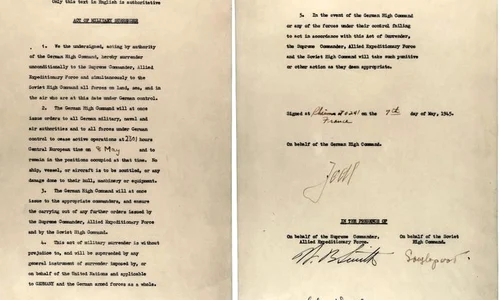 Only this text in English is authoritative
ACT OF MILITARY SURRENDER
1. We the undersigned, acting by authority
of the German High Command, hereby surrender
unconditionally to the Supreme Commander, Allied
Expeditionary Force and simultaneously to the
Soviet High Command all forces on land, sea, and in
the air who are at this date under German control.
2. The German High Command will at once
issue orders to all German military, naval and
air authorities and to all forces under German
control to cease active operations at 2301 hours
Central European time on 8 May and to
remain in the positions occupied at that time. No
ship, vessel, or aircraft is to be scuttled, or any
damage done to their hull, machinery or equipment.
3. The German High Command will at once
issue to the appropriate commanders, and ensure
the carrying out of any further orders issued by
the Supreme Commander, Allied Expeditionary Force
and by the Soviet High Command.
4. This act of military surrender is without
prejudice to, and will be superseded by any
general instrument of surrender imposed by, or
on behalf of the United Nations and applicable
to GERMANY and the German armed forces as a whole.
5. In the event of the German High Command
or any of the forces under their control failing
to act in accordance with this Act of Surrender,
the Supreme Commander, Allied Expeditionary Force
and the Soviet High Command will take such punitive
or other action as they deem appropriate.
Signed at Rheims at 0241 on the 7th day of May, 1945.
France
On behalf of the German High Command.
Jodl
IN THE PRESENCE OF
On behalf of the Supreme Commander,
Allied Expeditionary Force.
On behalf of the Soviet
High Command.
W. B. Smith
Sousloparov